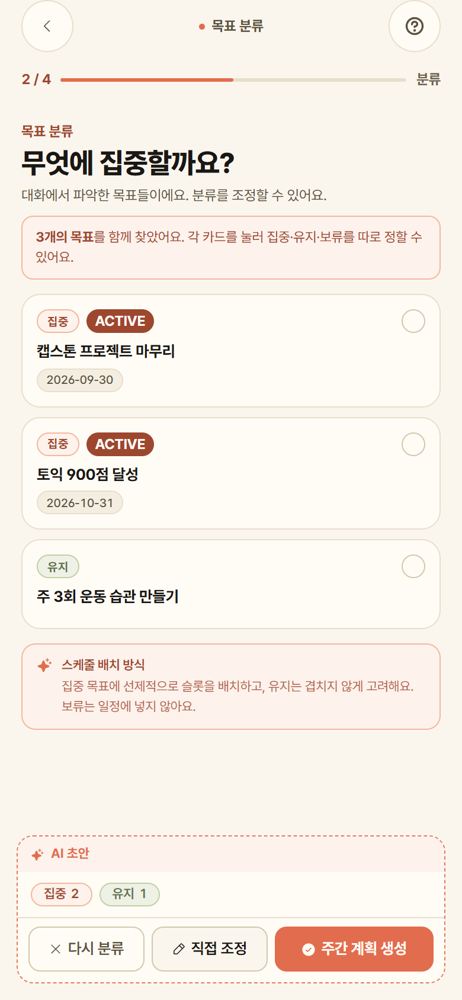 목표 분류
2 / 4
분류
목표 분류
무엇에 집중할까요?
대화에서 파악한 목표들이에요. 분류를 조정할 수 있어요.
3개의 목표를 함께 찾았어요. 각 카드를 눌러 집중·유지·보류를 따로 정할 수
있어요.
집중 ACTIVE
캡스톤 프로젝트 마무리
2026-09-30
집중 ACTIVE
토익 900점 달성
2026-10-31
유지
주 3회 운동 습관 만들기
스케줄 배치 방식
집중 목표에 선제적으로 슬롯을 배치하고, 유지는 겹치지 않게 고려해요.
보류는 일정에 넣지 않아요.
AI 초안
집중 2 유지 1
다시 분류 직접 조정 주간 계획 생성